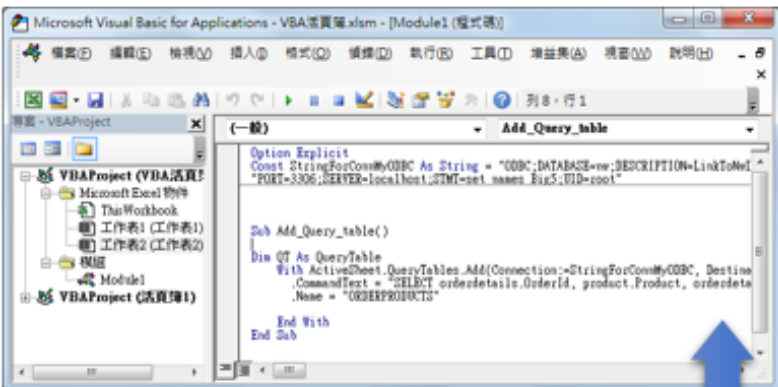 Microsoft Visual Basic for Applications - VBA活頁簿.xlsm - [Module1 (程式碼)]
檔案(F) 編輯(E) 檢視(V) 插入(I) 格式(O) 偵錯(D) 執行(R) 工具(T) 增益集(A) 視窗(W) 說明(H)
列 8，行 1
專案 - VBAProject
(一般)
Add_Query_table
VBAProject (VBA活頁
Microsoft Excel 物件
ThisWorkbook
工作表1 (工作表1)
工作表2 (工作表2)
模組
Module1
VBAProject (活頁簿1)
Option Explicit
Const StringForConnMyODBC As String = "ODBC;DATABASE=nw;DESCRIPTION=LinkToNw
"PORT=3306;SERVER=localhost;STMT=set names Big5;UID=root"
Sub Add_Query_table()
Dim QT As QueryTable
With ActiveSheet.QueryTables.Add(Connection:=StringForConnMyODBC, Destina
.CommandText = "SELECT orderdetails.OrderId, product.Product, orderdeta
.Name = "ORDERPRODUCTS"
End With
End Sub